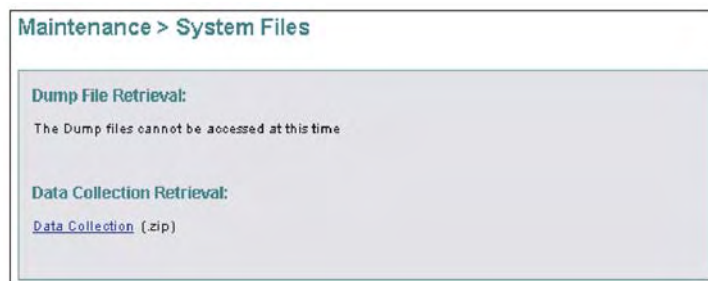 Maintenance > System Files
Dump File Retrieval:
The Dump files cannot be accessed at this time
Data Collection Retrieval:
Data Collection (.zip)